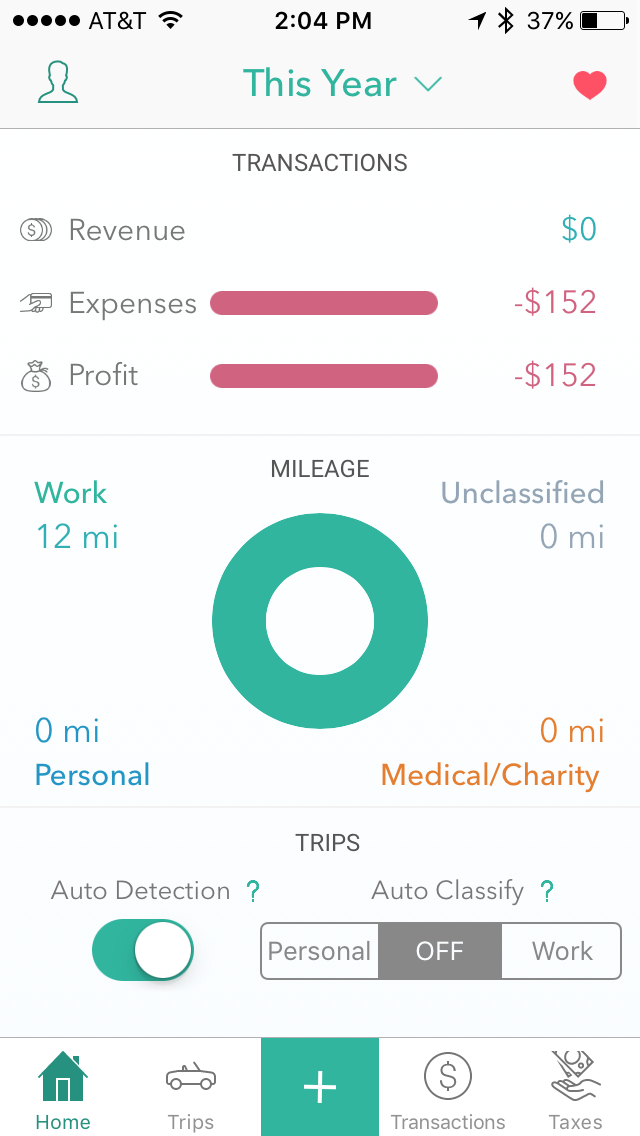 AT&T 2:04 PM 37%
This Year
TRANSACTIONS
$ Revenue $0
Expenses -$152
$ Profit -$152
MILEAGE
Work Unclassified
12 mi 0 mi
0 mi 0 mi
Personal Medical/Charity
TRIPS
Auto Detection ? Auto Classify ?
Personal OFF Work
+ $
Home Trips Transactions Taxes